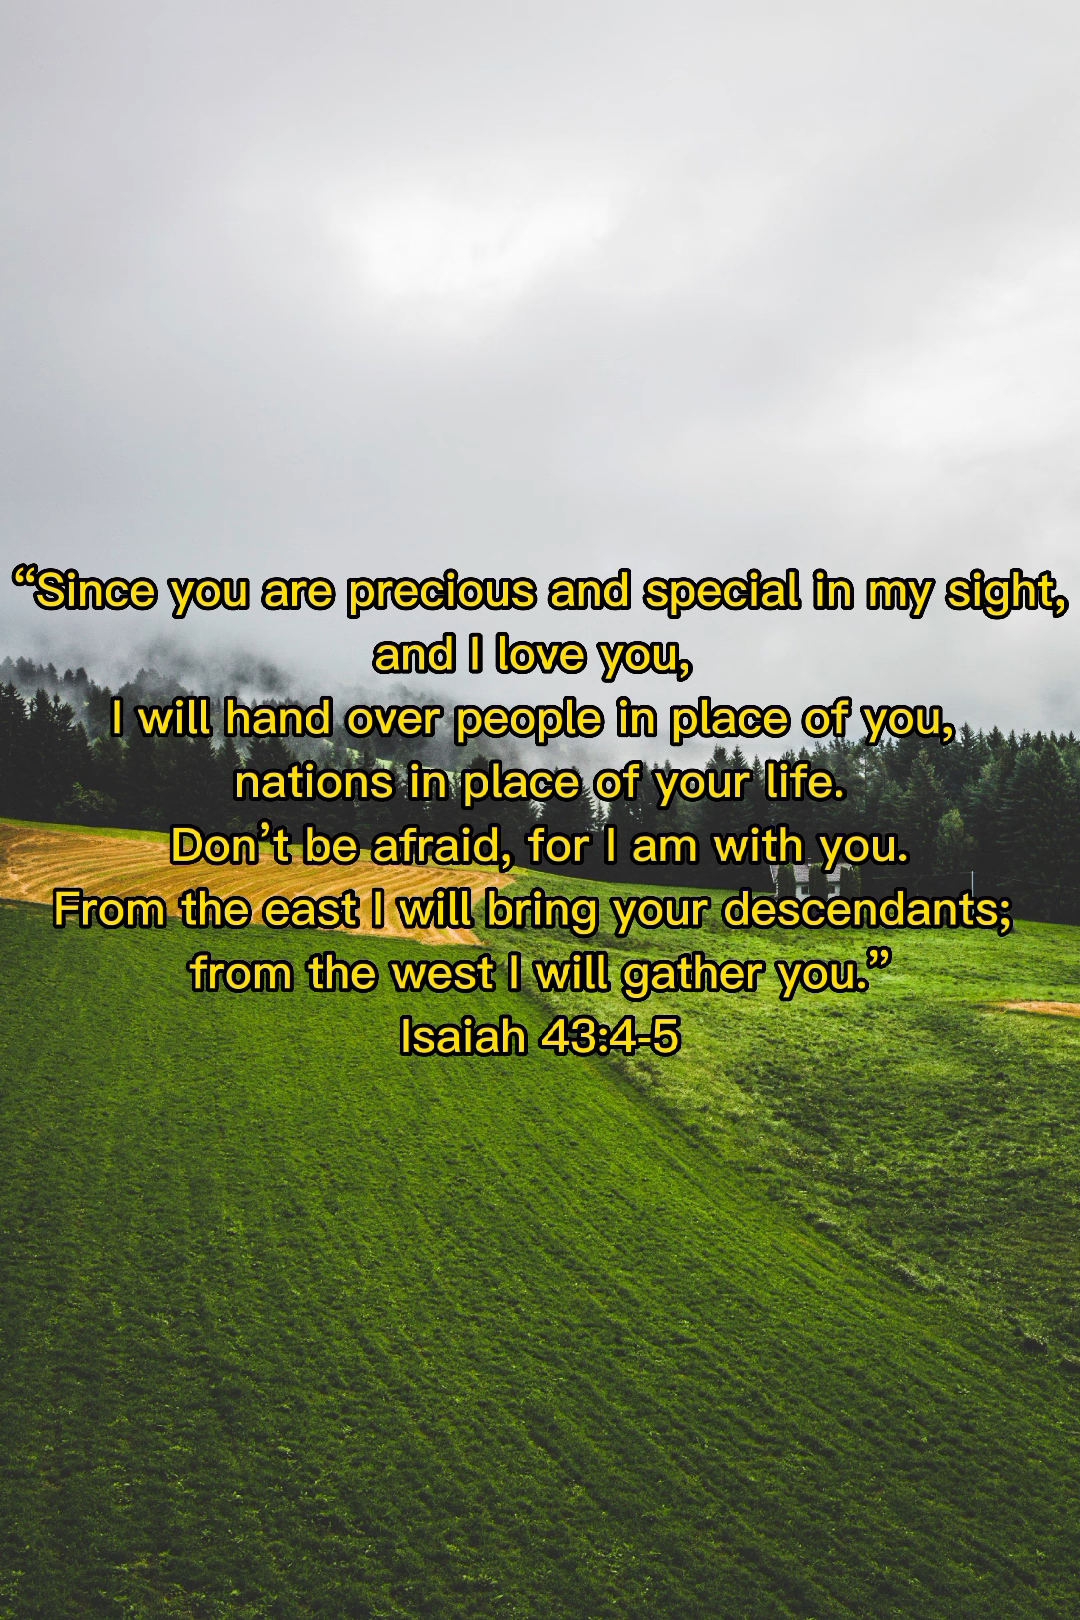 “Since you are precious and special in my sight,
and I love you,
I will hand over people in place of you,
nations in place of your life.
Don’t be afraid, for I am with you.
From the east I will bring your descendants;
from the west I will gather you.”
Isaiah 43:4-5